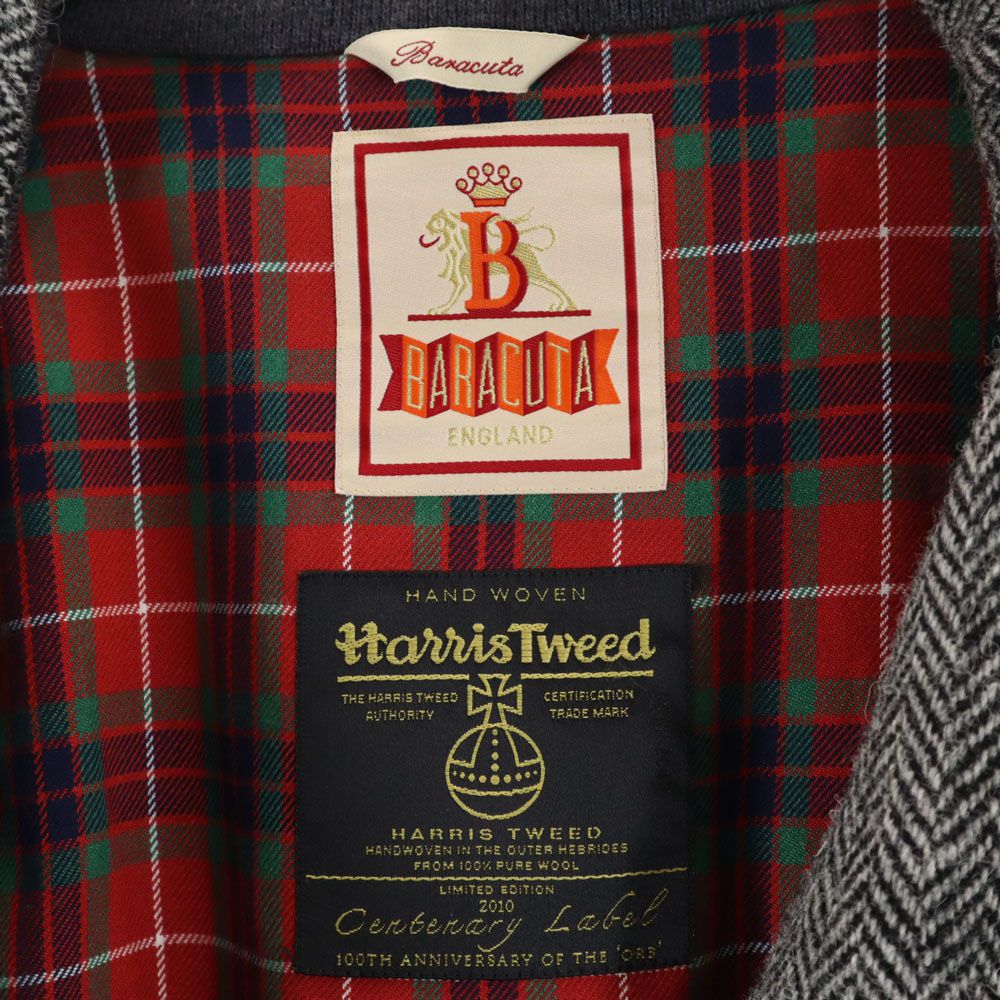 Baracuta
B
BARACUTA
ENGLAND
HAND WOVEN
Harris Tweed
THE HARRIS TWEED AUTHORITY
CERTIFICATION TRADE MARK
HARRIS TWEED
HANDWOVEN IN THE OUTER HEBRIDES
FROM 100% PURE WOOL
LIMITED EDITION
2010
Centenary Label
100TH ANNIVERSARY OF THE 'ORB'